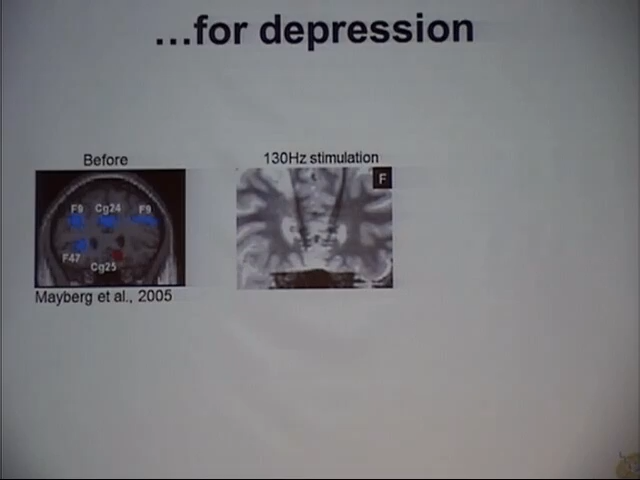 ...for depression
Before
130Hz stimulation
F
F9 Cg24 F9
F47
Cg25
Mayberg et al., 2005